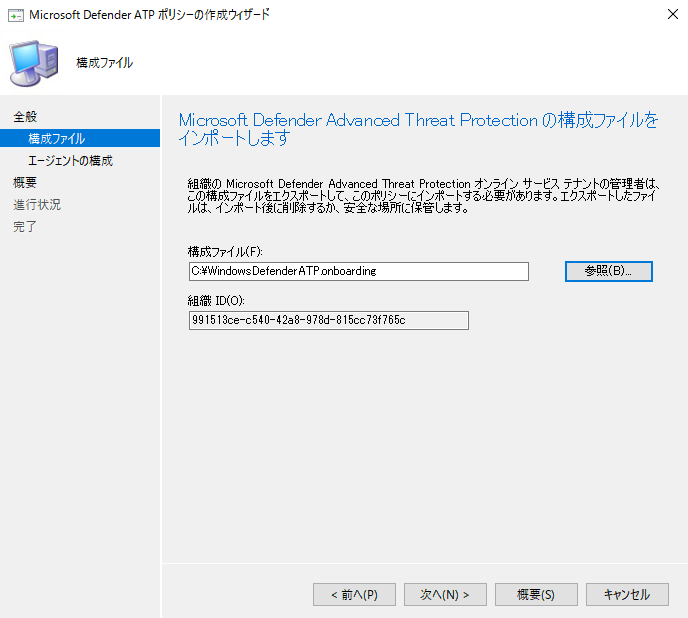 Microsoft Defender ATP ポリシーの作成ウィザード
構成ファイル
全般
構成ファイル
エージェントの構成
概要
進行状況
完了
Microsoft Defender Advanced Threat Protection の構成ファイルを
インポートします
組織の Microsoft Defender Advanced Threat Protection オンライン サービス テナントの管理者は、
この構成ファイルをエクスポートして、このポリシーにインポートする必要があります。エクスポートしたファイ
ルは、インポート後に削除するか、安全な場所に保管します。
構成ファイル(F):
C:¥WindowsDefenderATP.onboarding
参照(B)...
組織 ID(O):
991513ce-c540-42a8-978d-815cc73f765c
< 前へ(P)
次へ(N) >
概要(S)
キャンセル